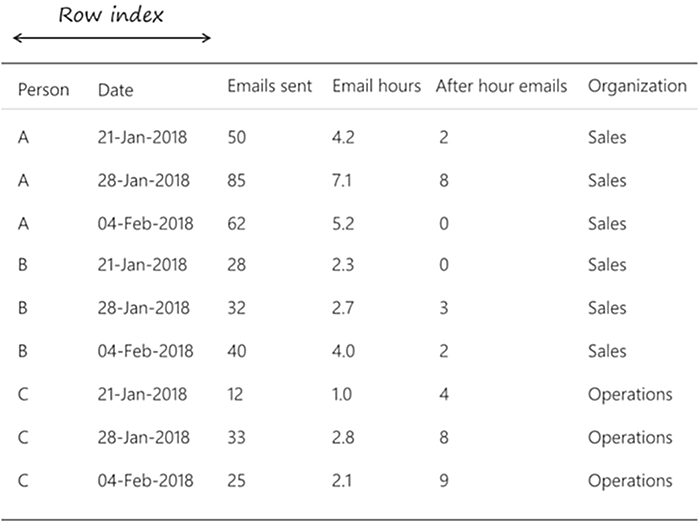 Row index
Person Date Emails sent Email hours After hour emails Organization
A 21-Jan-2018 50 4.2 2 Sales
A 28-Jan-2018 85 7.1 8 Sales
A 04-Feb-2018 62 5.2 0 Sales
B 21-Jan-2018 28 2.3 0 Sales
B 28-Jan-2018 32 2.7 3 Sales
B 04-Feb-2018 40 4.0 2 Sales
C 21-Jan-2018 12 1.0 4 Operations
C 28-Jan-2018 33 2.8 8 Operations
C 04-Feb-2018 25 2.1 9 Operations